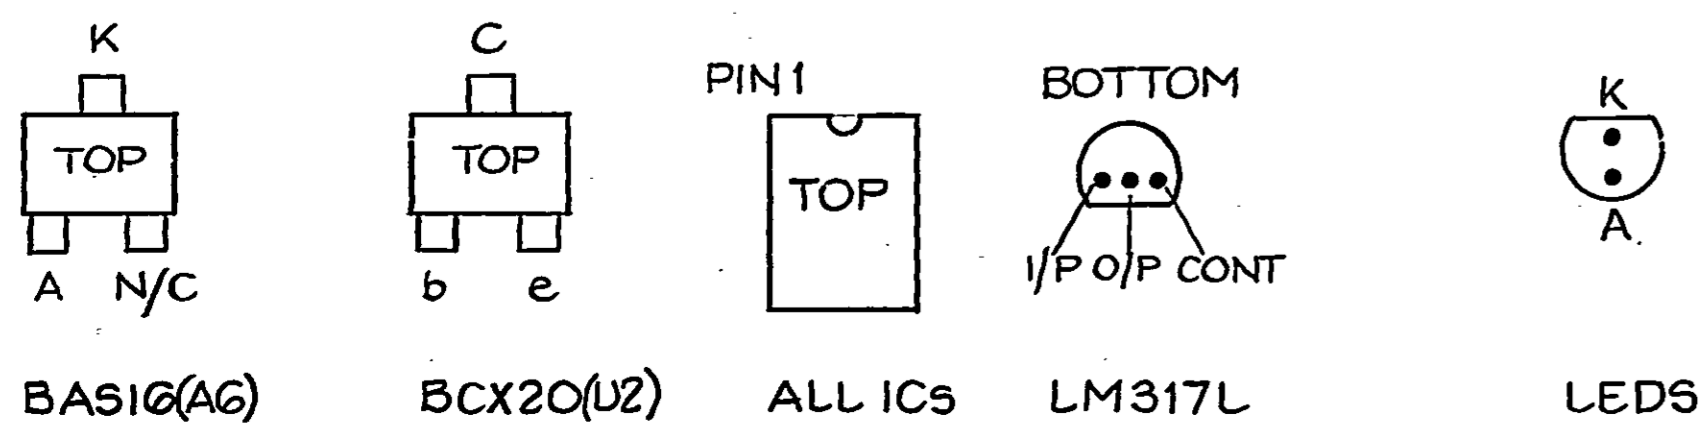 K
TOP
A N/C
BAS16(A6)
C
TOP
b e
BCX20(U2)
PIN1
TOP
ALL ICs
BOTTOM
I/P O/P CONT
LM317L
K
A
LEDS